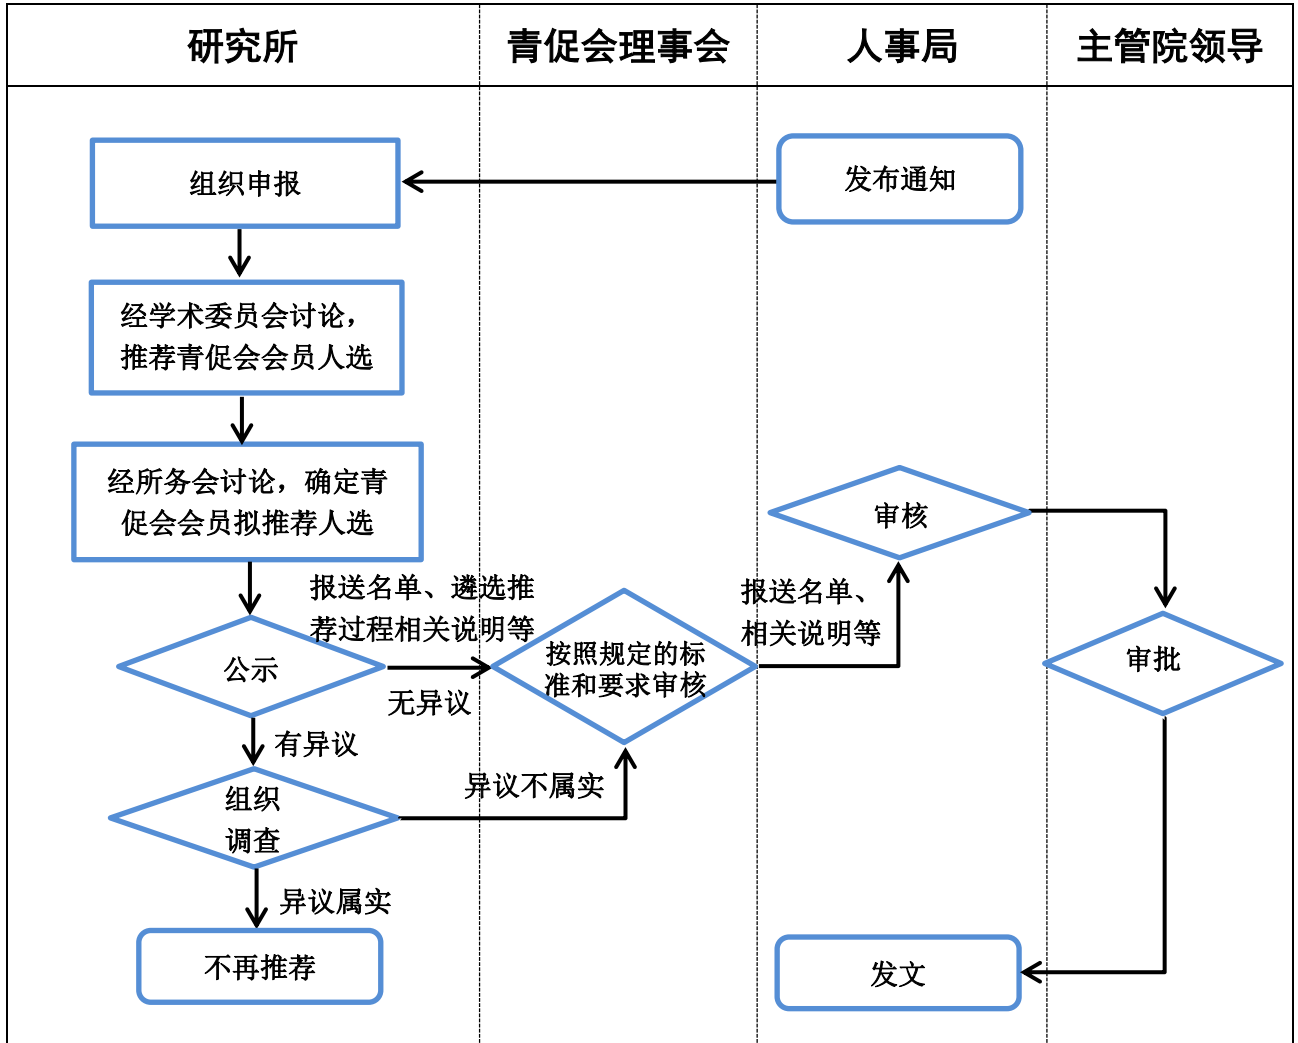 研究所
青促会理事会
人事局
主管院领导
组织申报
发布通知
经学术委员会讨论，
推荐青促会会员人选
经所务会讨论，确定青
促会会员拟推荐人选
审核
报送名单、遴选推
荐过程相关说明等
报送名单、
相关说明等
公示
按照规定的标
准和要求审核
审批
无异议
有异议
异议不属实
组织
调查
异议属实
不再推荐
发文